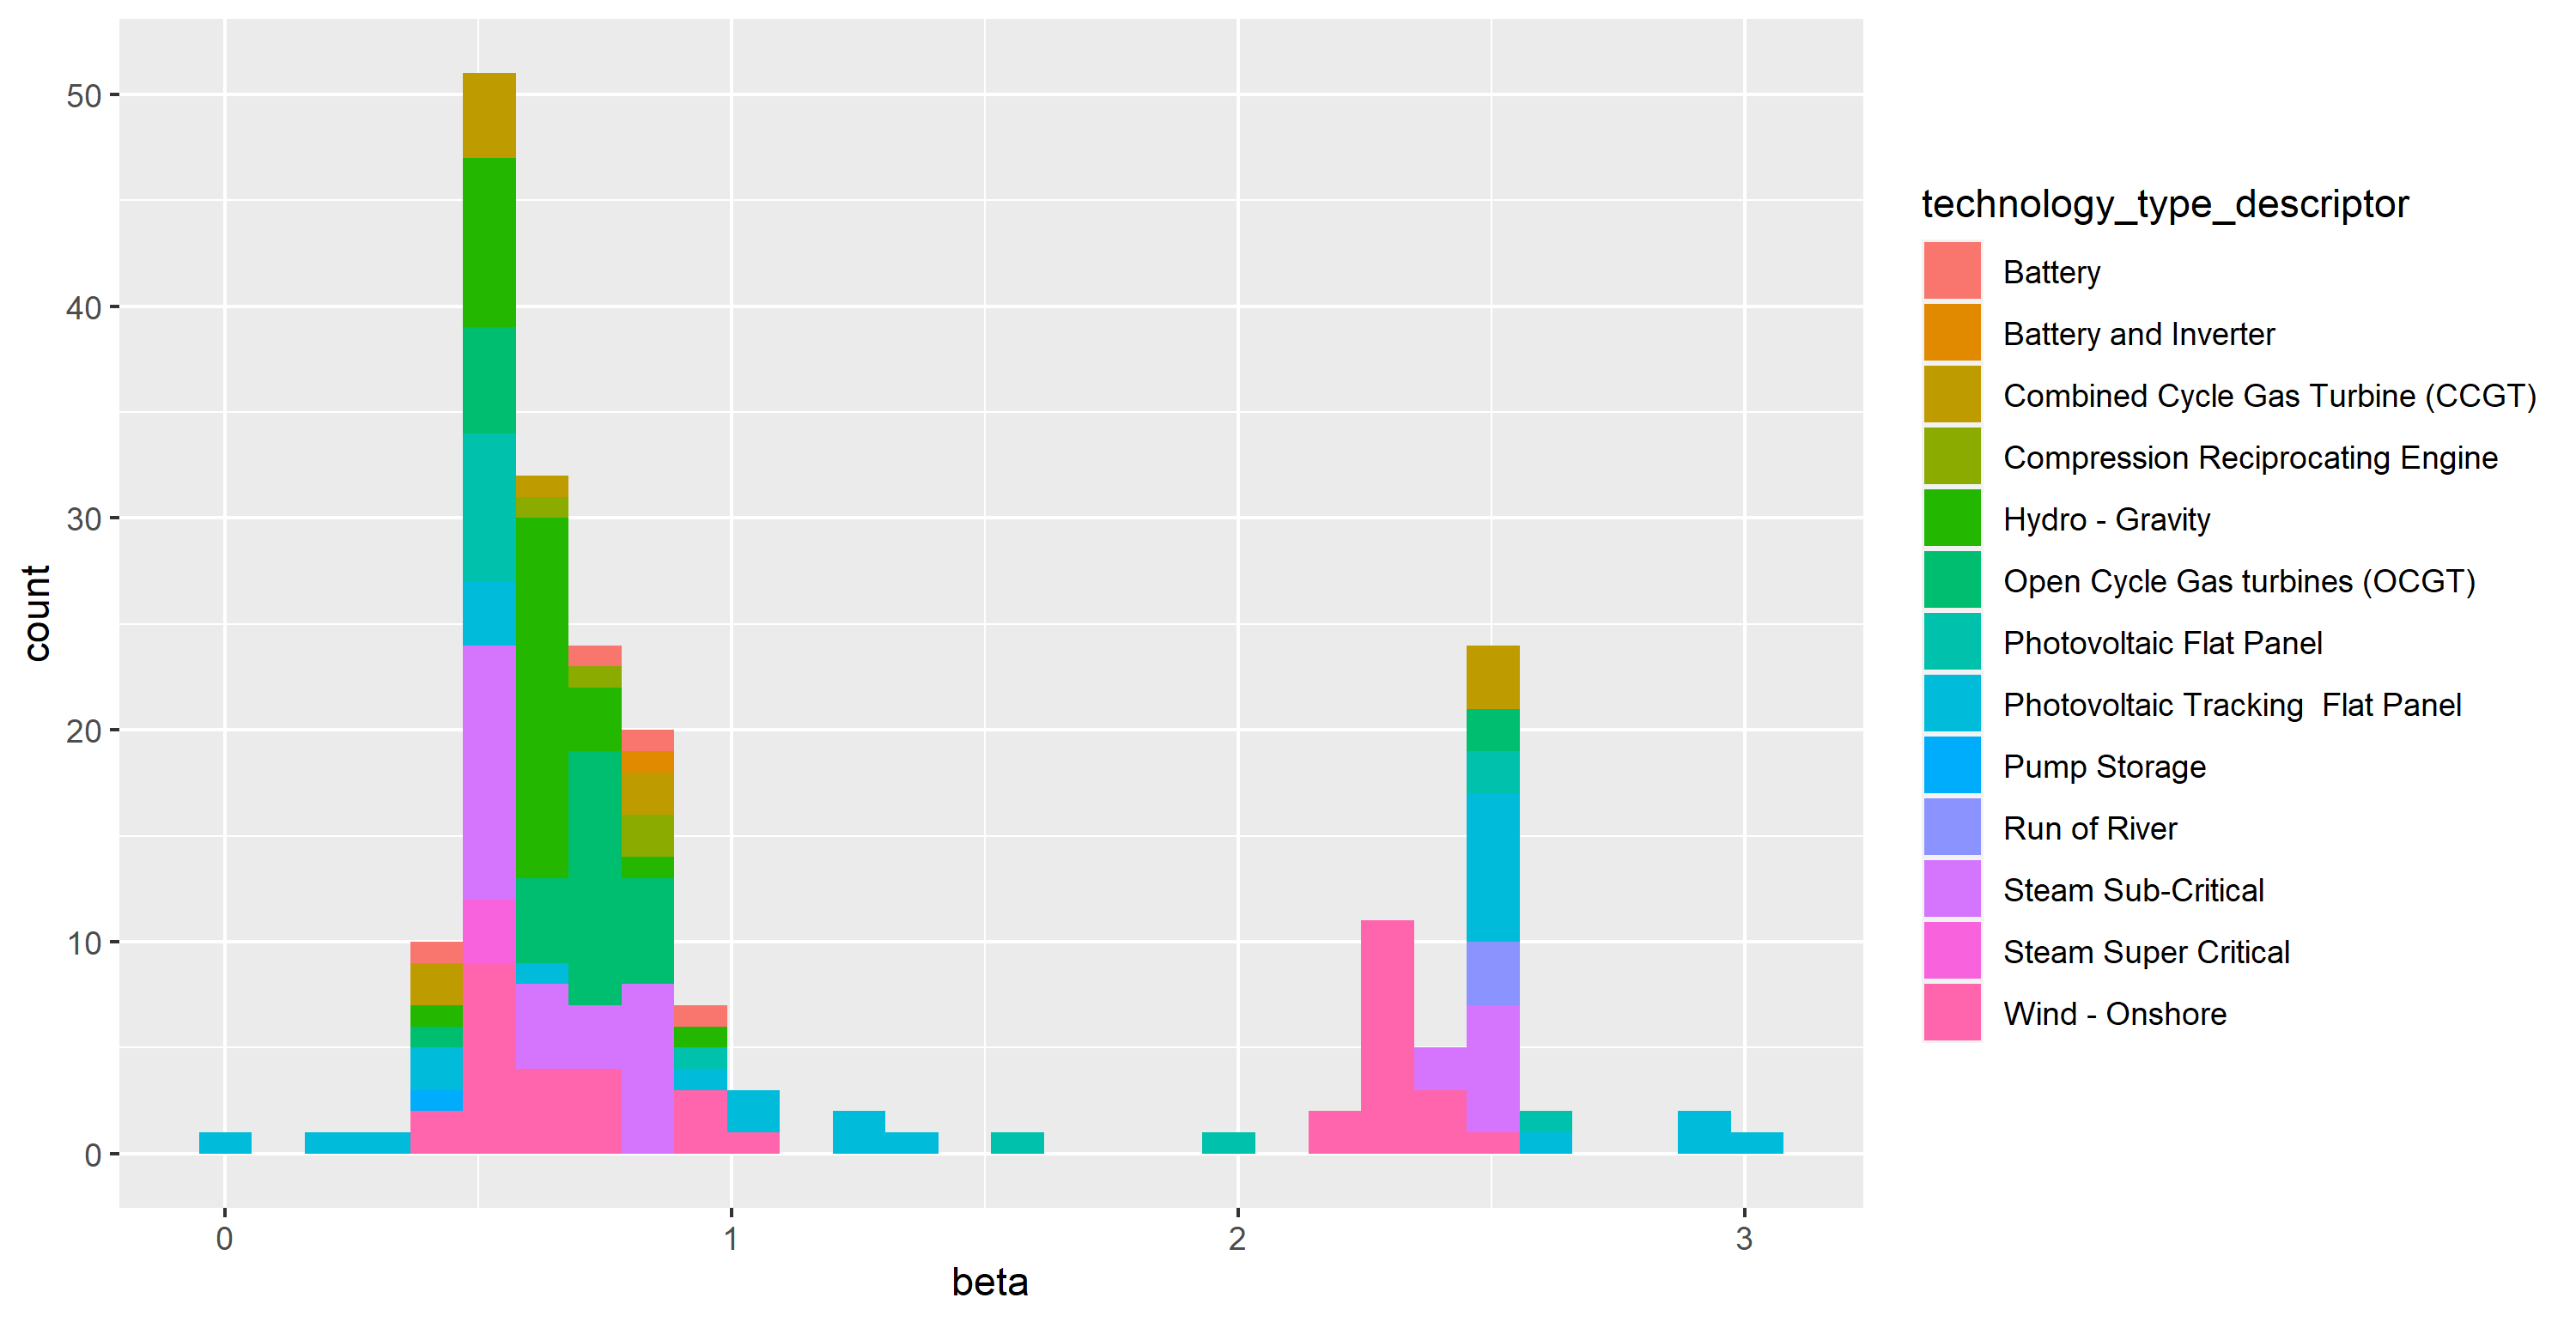 50
40
30
20
10
0
count
0 1 2 3
beta
technology_type_descriptor
Battery
Battery and Inverter
Combined Cycle Gas Turbine (CCGT)
Compression Reciprocating Engine
Hydro - Gravity
Open Cycle Gas turbines (OCGT)
Photovoltaic Flat Panel
Photovoltaic Tracking  Flat Panel
Pump Storage
Run of River
Steam Sub-Critical
Steam Super Critical
Wind - Onshore